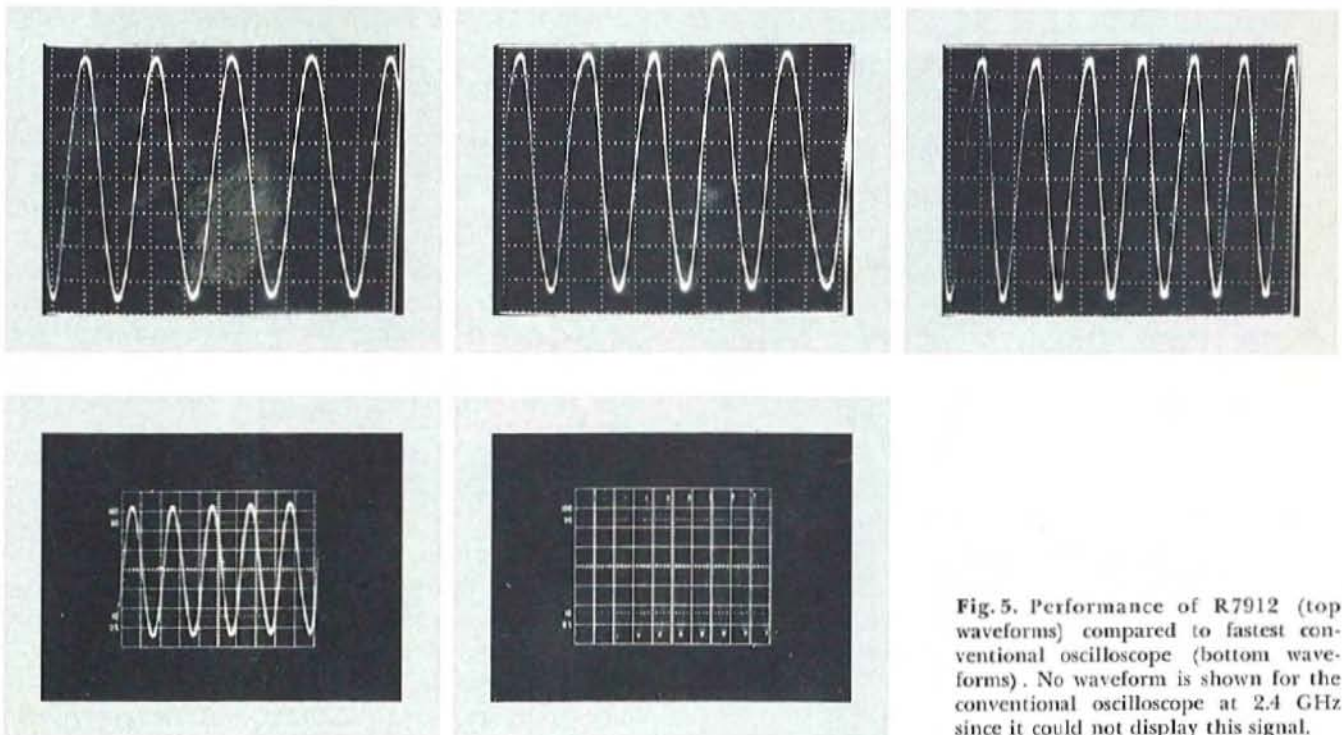 Fig. 5. Performance of R7912 (top
waveforms) compared to fastest con-
ventional oscilloscope (bottom wave-
forms). No waveform is shown for the
conventional oscilloscope at 2.4 GHz
since it could not display this signal.